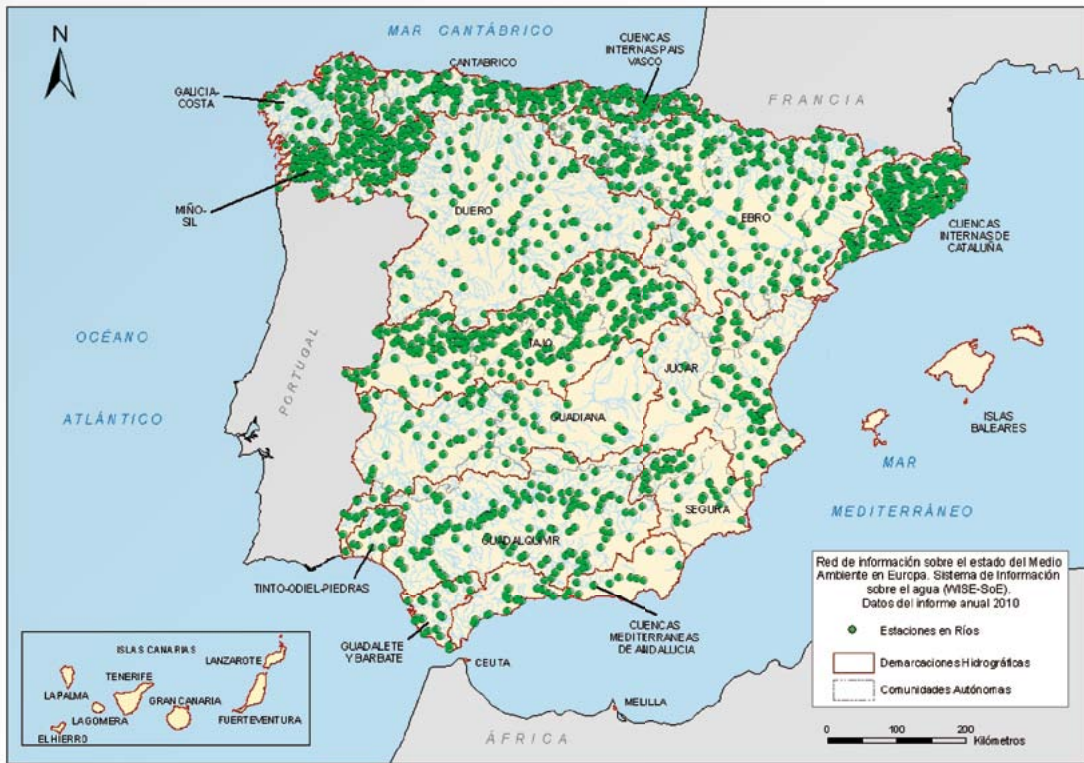 N
MAR CANTÁBRICO
CANTABRICO
CUENCAS
INTERNAS PAIS
VASCO
GALICIA-
COSTA
FRANCIA
MIÑO-
SIL
DUERO
EBRO
CUENCAS
INTERNAS DE
CATALUÑA
OCÉANO
ATLÁNTICO
PORTUGAL
TAJO
JUCAR
GUADIANA
ISLAS
BALEARES
MAR
MEDITERRÁNEO
SEGURA
GUADALQUIVIR
TINTO-ODIEL-PIEDRAS
GUADALETE
Y BARBATE
CUENCAS
MEDITERRANEAS
DE ANDALUCIA
CEUTA
MELILLA
ÁFRICA
ISLAS CANARIAS
LANZAROTE
TENERIFE
LA PALMA
GRAN CANARIA
LA GOMERA
FUERTEVENTURA
EL HIERRO
Red de información sobre el estado del Medio
Ambiente en Europa. Sistema de Información
sobre el agua (WISE-SoE).
Datos del informe anual 2010
Estaciones en Ríos
Demarcaciones Hidrográficas
Comunidades Autónomas
0 100 200
Kilómetros